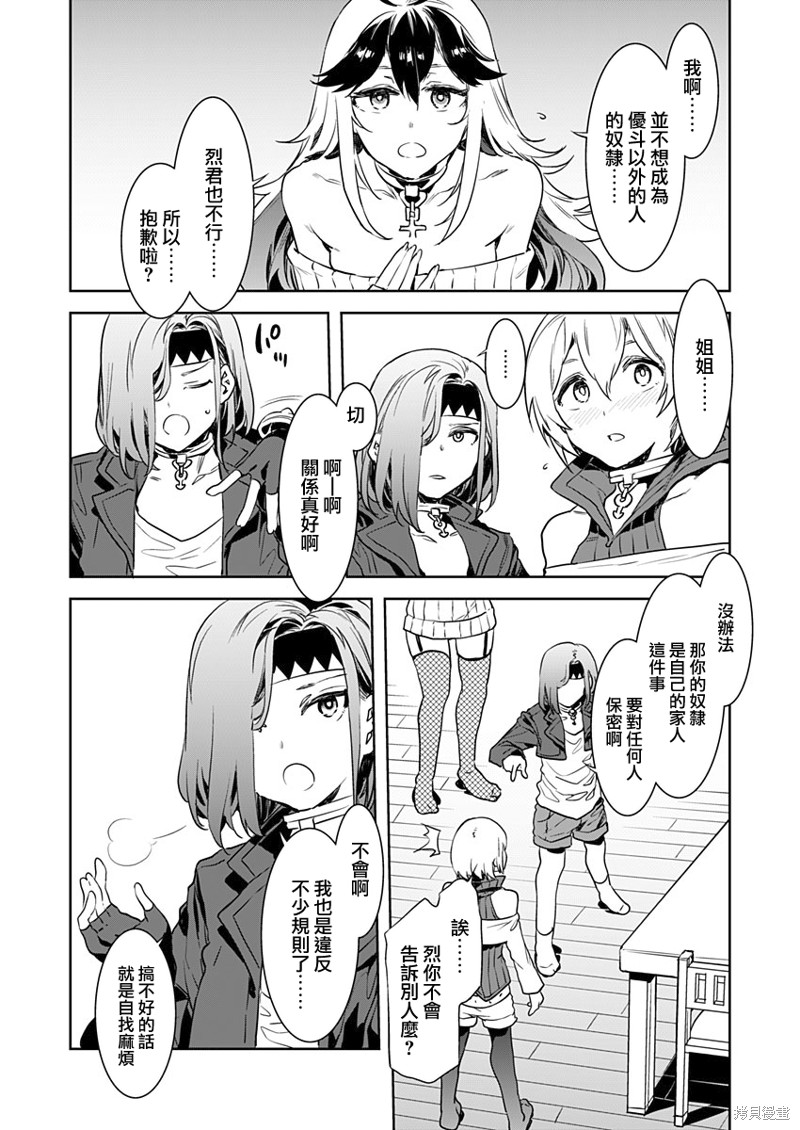 我啊……
並不想成為
優斗以外的人
的奴隸……
烈君也不行……
所以……
抱歉啦？
姐姐……
……
切
啊—啊
關係真好啊
沒辦法
那你的奴隸
是自己的家人
這件事
要對任何人
保密啊
誒……
烈你不會
告訴別人麼？
不會啊
我也是違反
不少規則了……
搞不好的話
就是自找麻煩
拷貝漫畫